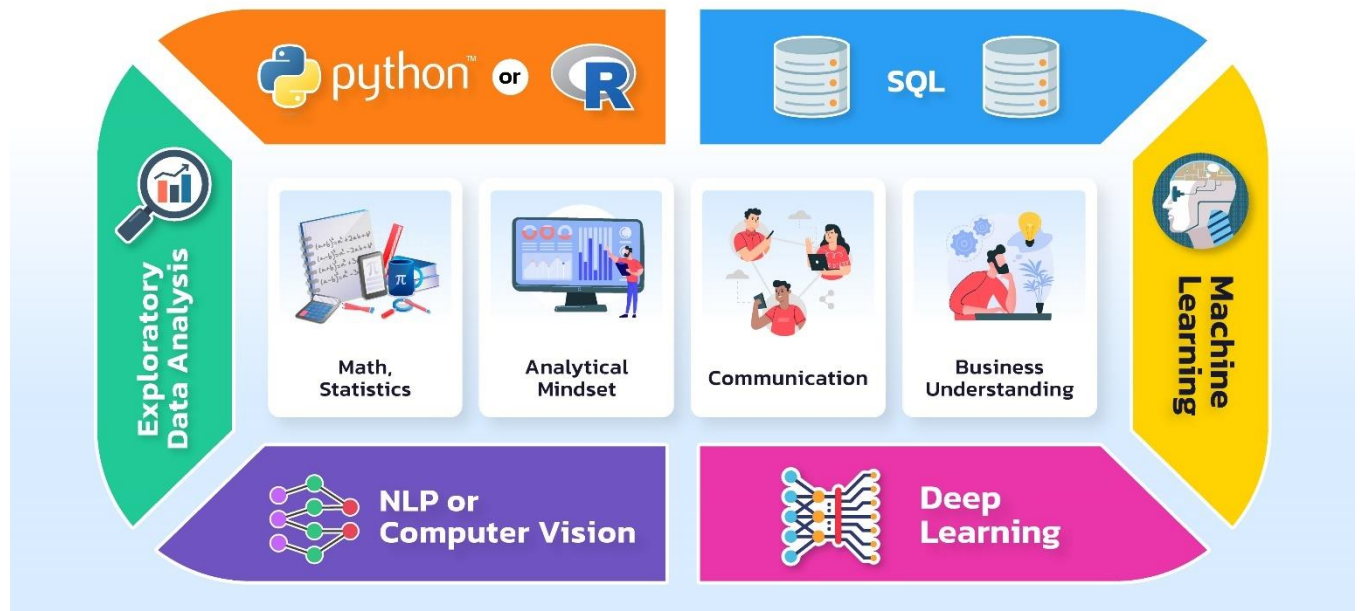 python™ or R
SQL
Exploratory
Data Analysis
Machine
Learning
Math,
Statistics
Analytical
Mindset
Communication
Business
Understanding
NLP or
Computer Vision
Deep
Learning
π
π